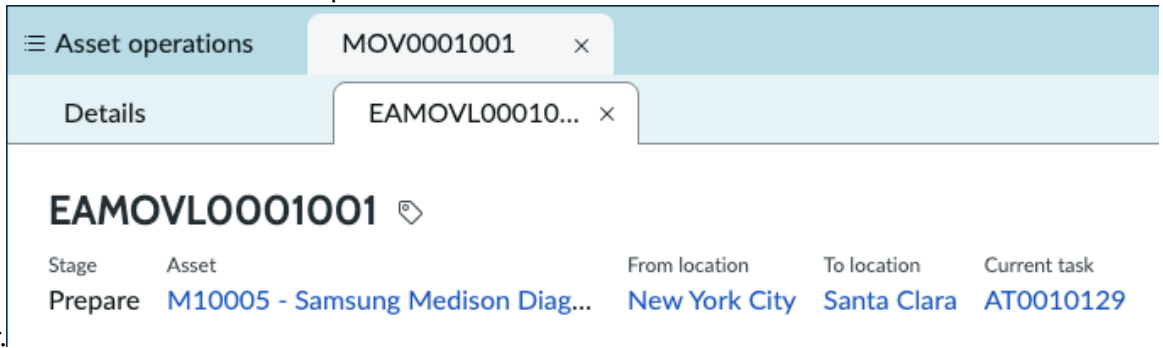 Asset operations MOV0001001
Details EAMOVL00010...
EAMOVL0001001
Stage Asset From location To location Current task
Prepare M10005 - Samsung Medison Diag... New York City Santa Clara AT0010129